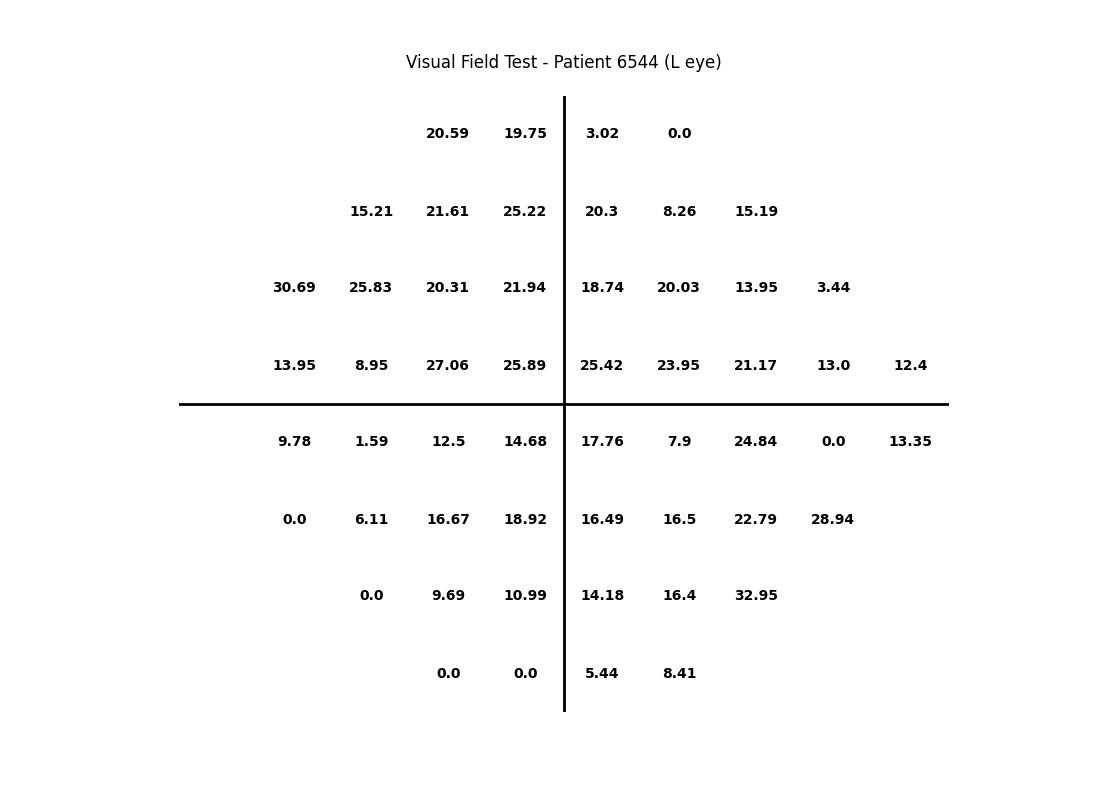 Visual Field Test - Patient 6544 (L eye)
20.59 19.75 3.02 0.0
15.21 21.61 25.22 20.3 8.26 15.19
30.69 25.83 20.31 21.94 18.74 20.03 13.95 3.44
13.95 8.95 27.06 25.89 25.42 23.95 21.17 13.0 12.4
9.78 1.59 12.5 14.68 17.76 7.9 24.84 0.0 13.35
0.0 6.11 16.67 18.92 16.49 16.5 22.79 28.94
0.0 9.69 10.99 14.18 16.4 32.95
0.0 0.0 5.44 8.41